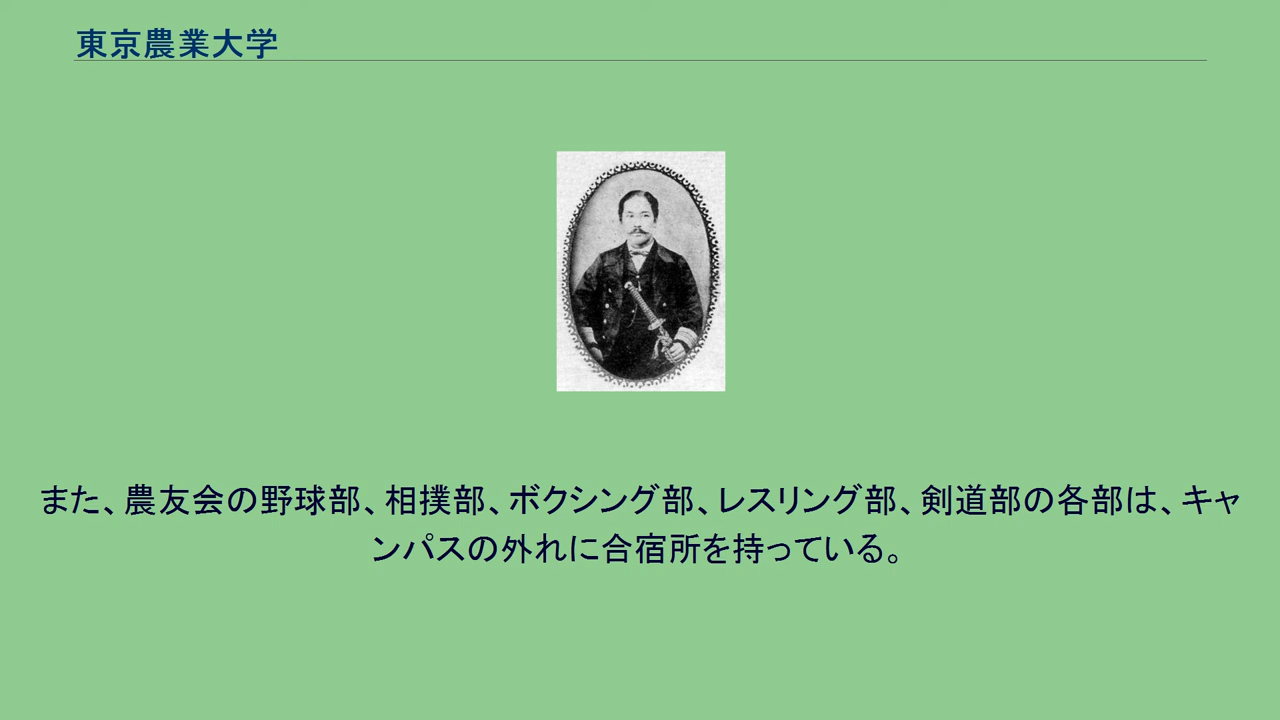 東京農業大学
また、農友会の野球部、相撲部、ボクシング部、レスリング部、剣道部の各部は、キャ
ンパスの外れに合宿所を持っている。